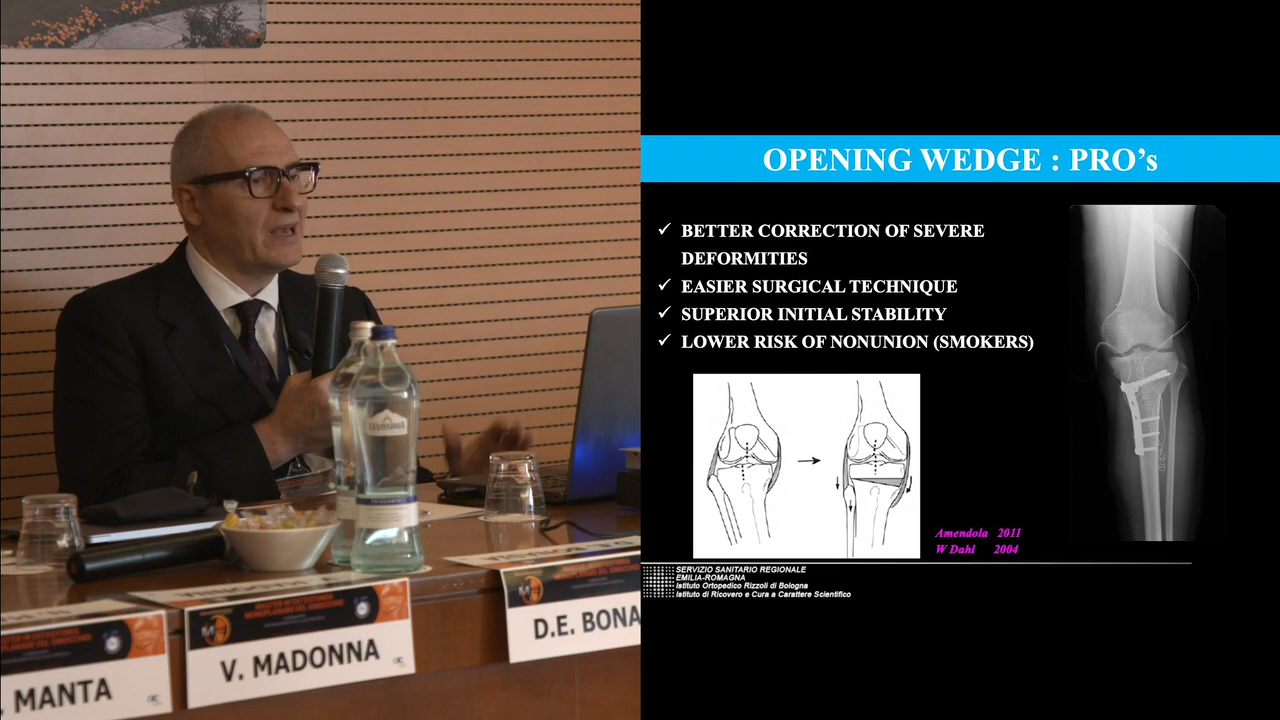 OPENING WEDGE : PRO's
✓ BETTER CORRECTION OF SEVERE
DEFORMITIES
✓ EASIER SURGICAL TECHNIQUE
✓ SUPERIOR INITIAL STABILITY
✓ LOWER RISK OF NONUNION (SMOKERS)
Amendola 2011
W Dahl 2004
SERVIZIO SANITARIO REGIONALE
EMILIA-ROMAGNA
Istituto Ortopedico Rizzoli di Bologna
Istituto di Ricovero e Cura a Carattere Scientifico
MANTA
V. MADONNA
D.E. BONA